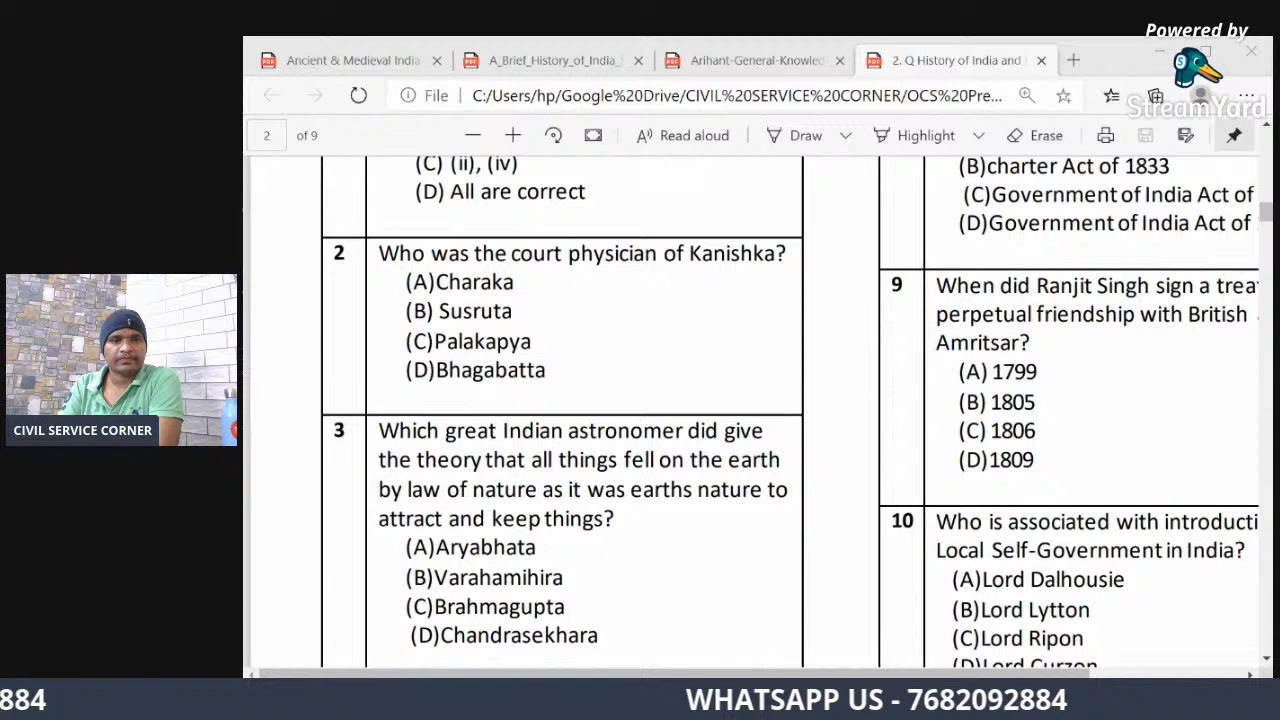 Powered by
StreamYard
Ancient & Medieval India
A_Brief_History_of_India_
Arihant-General-Knowled
2. Q History of India and
File
C:/Users/hp/Google%20Drive/CIVIL%20SERVICE%20CORNER/OCS%20Pre...
2
of 9
Read aloud
Draw
Highlight
Erase
(C) (ii), (iv)
(D) All are correct
2
Who was the court physician of Kanishka?
(A)Charaka
(B) Susruta
(C)Palakapya
(D)Bhagabatta
3
Which great Indian astronomer did give
the theory that all things fell on the earth
by law of nature as it was earths nature to
attract and keep things?
(A)Aryabhata
(B)Varahamihira
(C)Brahmagupta
(D)Chandrasekhara
(B)charter Act of 1833
(C)Government of India Act of
(D)Government of India Act of
9
When did Ranjit Singh sign a trea
perpetual friendship with British
Amritsar?
(A) 1799
(B) 1805
(C) 1806
(D)1809
10
Who is associated with introducti
Local Self-Government in India?
(A)Lord Dalhousie
(B)Lord Lytton
(C)Lord Ripon
(D)Lord Curzon
CIVIL SERVICE CORNER
884
WHATSAPP US - 7682092884